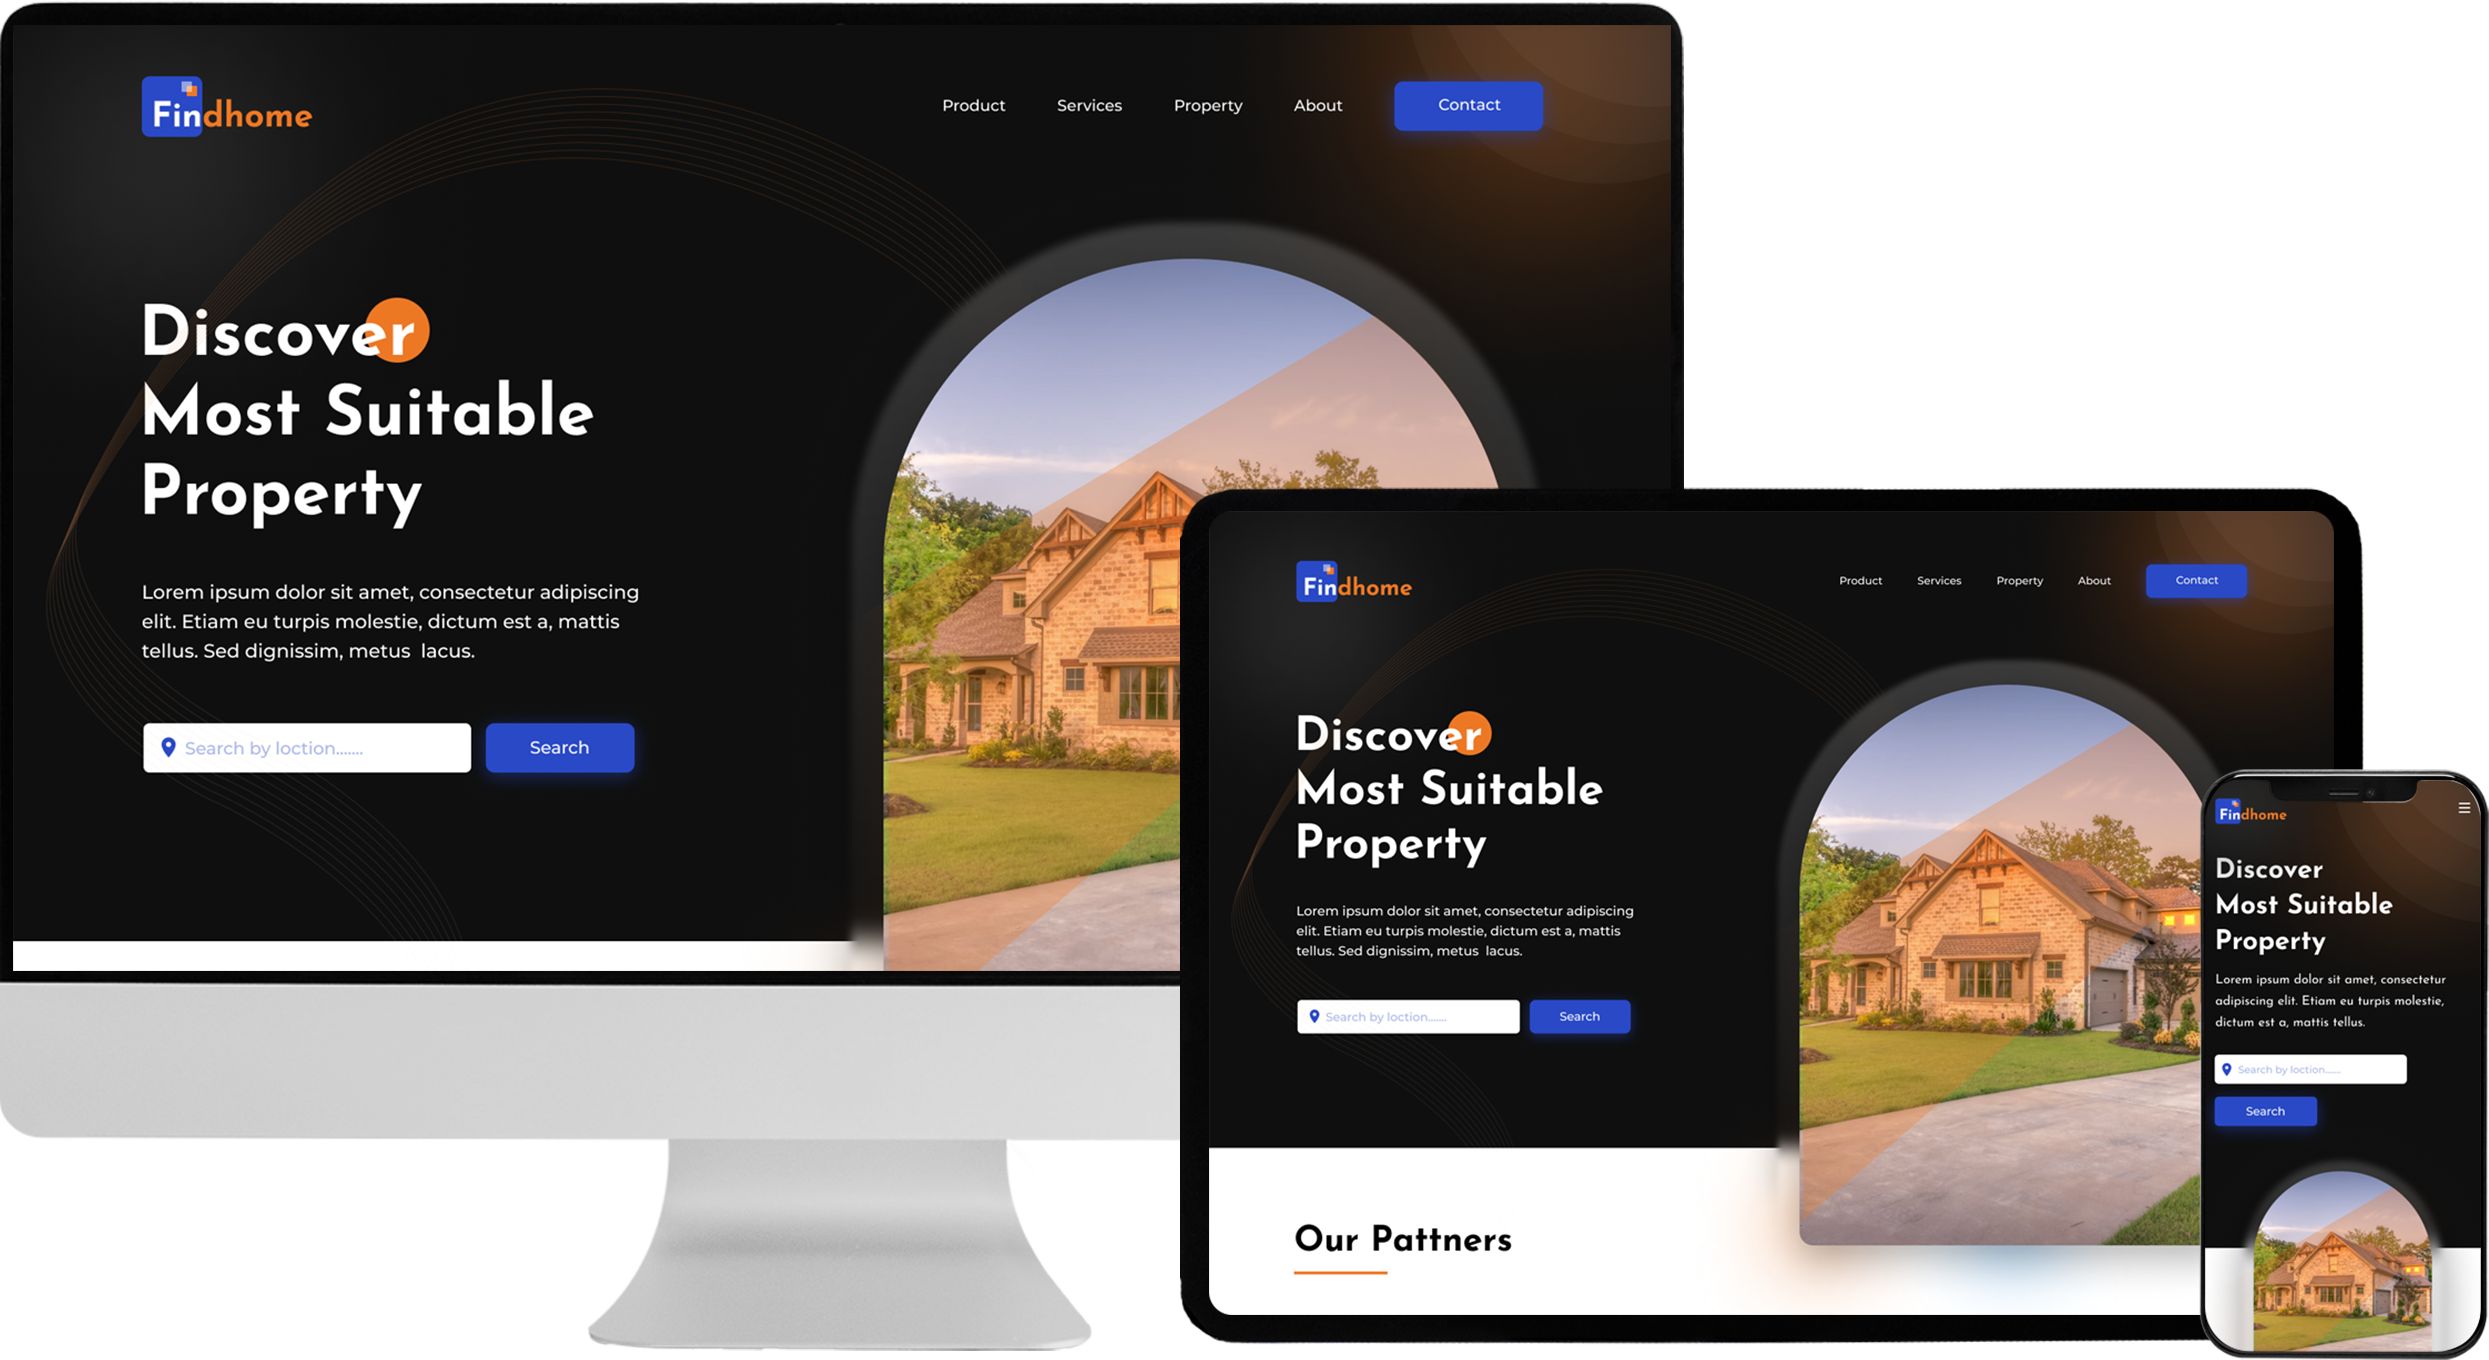 Findhome
Product Services Property About Contact
Discover
Most Suitable
Property
Lorem ipsum dolor sit amet, consectetur adipiscing
elit. Etiam eu turpis molestie, dictum est a, mattis
tellus. Sed dignissim, metus lacus.
Search by loction....... Search
Findhome
Product Services Property About Contact
Discover
Most Suitable
Property
Lorem ipsum dolor sit amet, consectetur adipiscing
elit. Etiam eu turpis molestie, dictum est a, mattis
tellus. Sed dignissim, metus lacus.
Search by loction....... Search
Our Pattners
Findhome
Discover
Most Suitable
Property
Lorem ipsum dolor sit amet, consectetur
adipiscing elit. Etiam eu turpis molestie,
dictum est a, mattis tellus.
Search by loction.......
Search